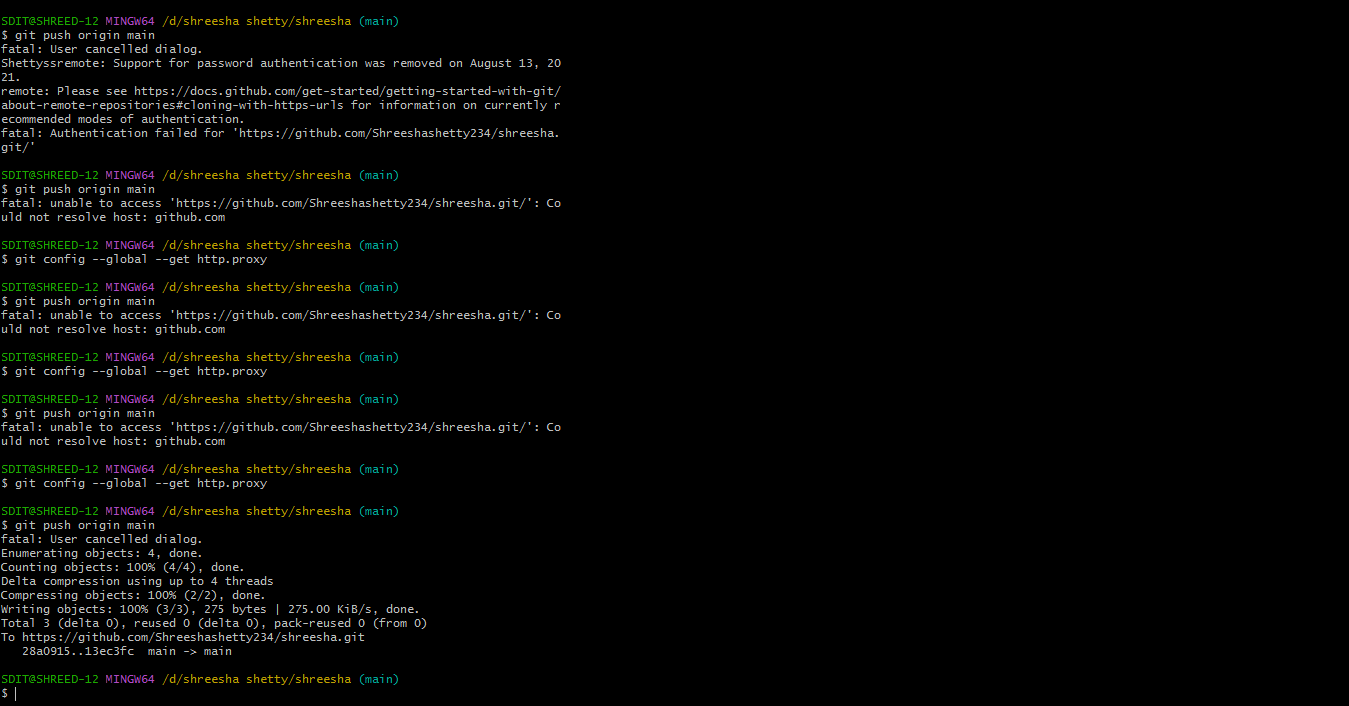 SDIT@SHREED-12 MINGW64 /d/shreesha shetty/shreesha (main)
$ git push origin main
fatal: User cancelled dialog.
Shettyssremote: Support for password authentication was removed on August 13, 20
21.
remote: Please see https://docs.github.com/get-started/getting-started-with-git/
about-remote-repositories#cloning-with-https-urls for information on currently r
ecommended modes of authentication.
fatal: Authentication failed for 'https://github.com/Shreeshashetty234/shreesha.
git/'
SDIT@SHREED-12 MINGW64 /d/shreesha shetty/shreesha (main)
$ git push origin main
fatal: unable to access 'https://github.com/Shreeshashetty234/shreesha.git/': Co
uld not resolve host: github.com
SDIT@SHREED-12 MINGW64 /d/shreesha shetty/shreesha (main)
$ git config --global --get http.proxy
SDIT@SHREED-12 MINGW64 /d/shreesha shetty/shreesha (main)
$ git push origin main
fatal: unable to access 'https://github.com/Shreeshashetty234/shreesha.git/': Co
uld not resolve host: github.com
SDIT@SHREED-12 MINGW64 /d/shreesha shetty/shreesha (main)
$ git config --global --get http.proxy
SDIT@SHREED-12 MINGW64 /d/shreesha shetty/shreesha (main)
$ git push origin main
fatal: unable to access 'https://github.com/Shreeshashetty234/shreesha.git/': Co
uld not resolve host: github.com
SDIT@SHREED-12 MINGW64 /d/shreesha shetty/shreesha (main)
$ git config --global --get http.proxy
SDIT@SHREED-12 MINGW64 /d/shreesha shetty/shreesha (main)
$ git push origin main
fatal: User cancelled dialog.
Enumerating objects: 4, done.
Counting objects: 100% (4/4), done.
Delta compression using up to 4 threads
Compressing objects: 100% (2/2), done.
Writing objects: 100% (3/3), 275 bytes | 275.00 KiB/s, done.
Total 3 (delta 0), reused 0 (delta 0), pack-reused 0 (from 0)
To https://github.com/Shreeshashetty234/shreesha.git
   28a0915..13ec3fc  main -> main
SDIT@SHREED-12 MINGW64 /d/shreesha shetty/shreesha (main)
$